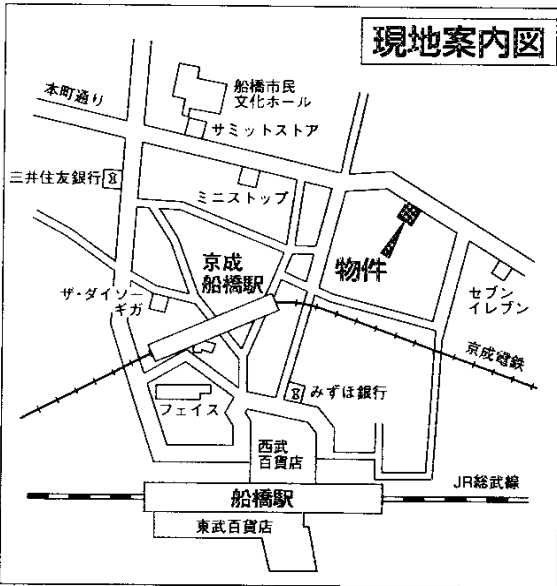 現地案内図
船橋市民
文化ホール
本町通り
サミットストア
三井住友銀行
ミニストップ
京成
船橋駅
物件
ザ・ダイソー
ギガ
セブン
イレブン
京成電鉄
みずほ銀行
フェイス
西武
百貨店
JR総武線
船橋駅
東武百貨店